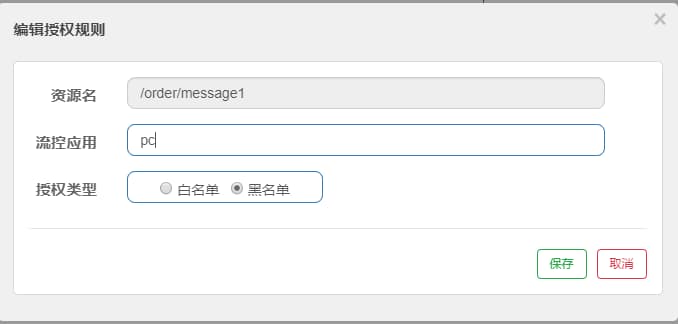 编辑授权规则
×
资源名 /order/message1
流控应用 pc
授权类型 白名单 黑名单
保存 取消